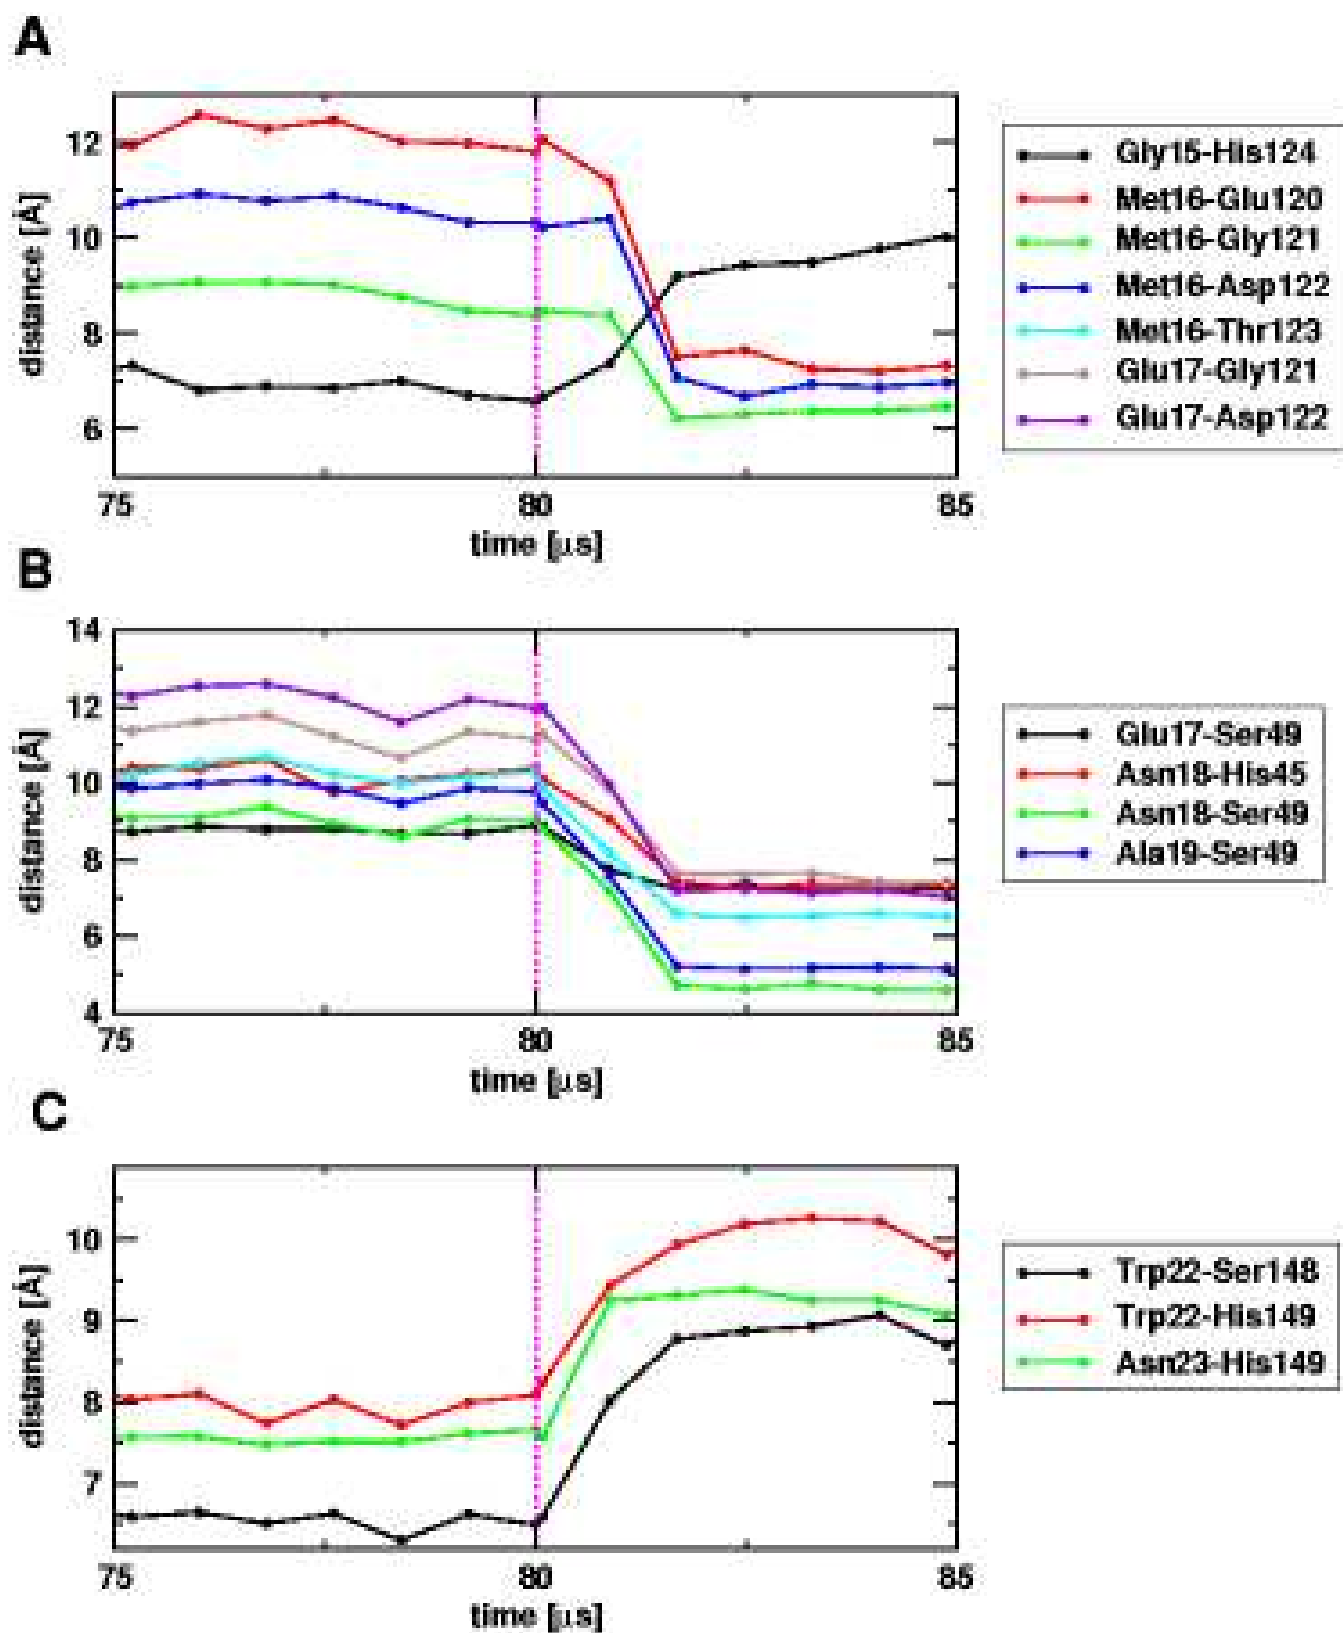 A
12
10
8
6
distance [Å]
75
80
85
time [μs]
Gly15-His124
Met16-Glu120
Met16-Gly121
Met16-Asp122
Met16-Thr123
Glu17-Gly121
Glu17-Asp122
B
14
12
10
8
6
4
distance [Å]
75
80
85
time [μs]
Glu17-Ser49
Asn18-His45
Asn18-Ser49
Ala19-Ser49
C
10
9
8
7
distance [Å]
75
80
85
time [μs]
Trp22-Ser148
Trp22-His149
Asn23-His149